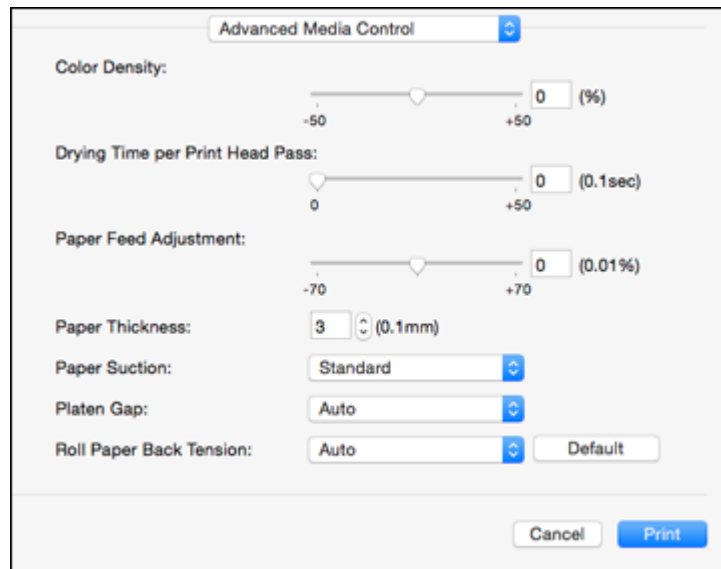 Advanced Media Control
Color Density:
0 (%)
-50 +50
Drying Time per Print Head Pass:
0 (0.1sec)
0 +50
Paper Feed Adjustment:
0 (0.01%)
-70 +70
Paper Thickness: 3 (0.1mm)
Paper Suction: Standard
Platen Gap: Auto
Roll Paper Back Tension: Auto Default
Cancel Print